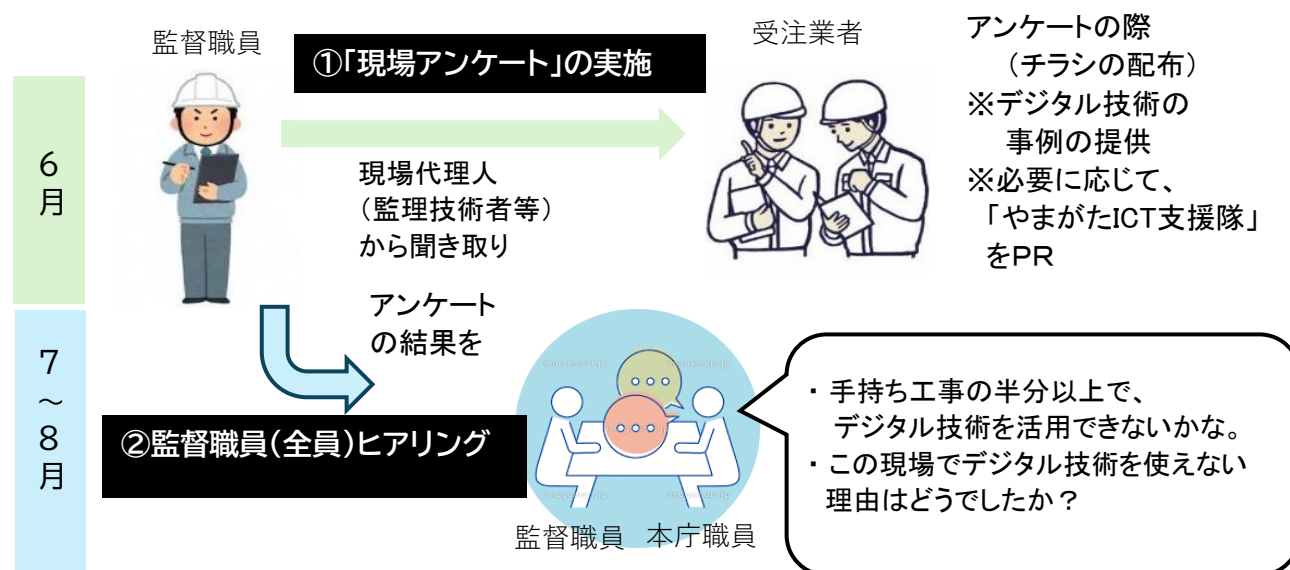 監督職員
①「現場アンケート」の実施
受注業者
アンケートの際
（チラシの配布）
※デジタル技術の
事例の提供
※必要に応じて、
「やまがたICT支援隊」
をPR
6
月
現場代理人
（監理技術者等）
から聞き取り
アンケート
の結果を
7
～
8
月
②監督職員（全員）ヒアリング
・ 手持ち工事の半分以上で、
デジタル技術を活用できないかな。
・ この現場でデジタル技術を使えない
理由はどうでしたか？
監督職員 本庁職員